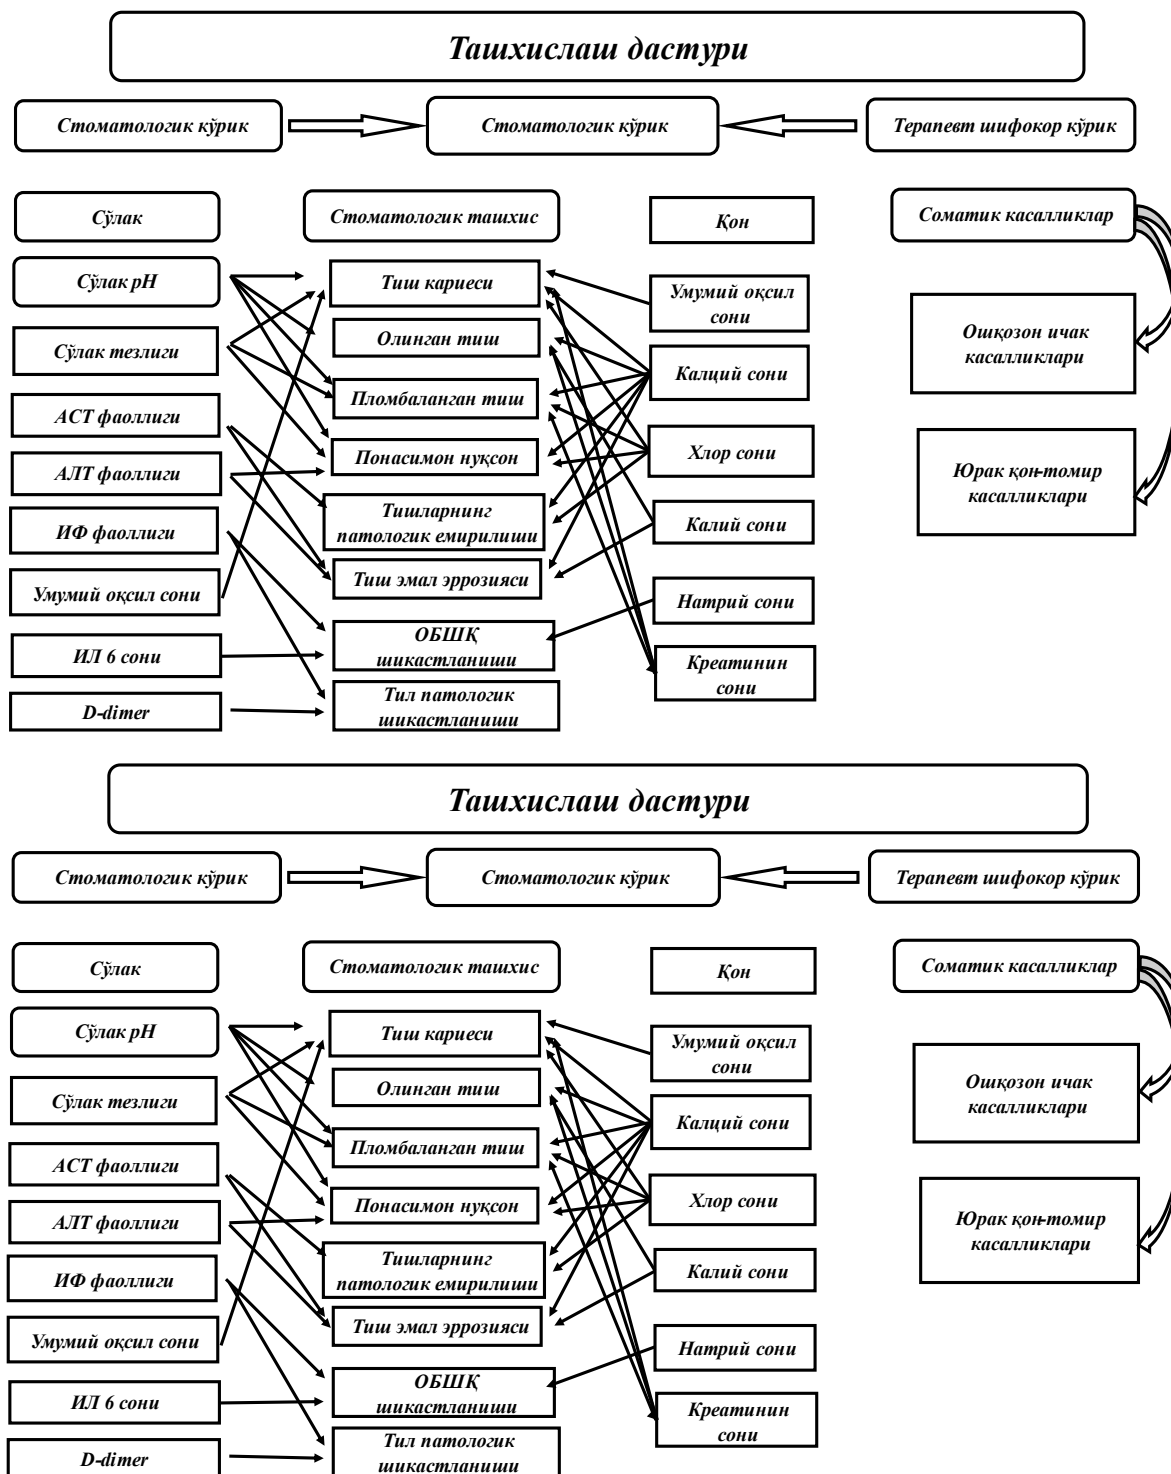 Ташхислаш дастури
Стоматологик кўрик
Стоматологик кўрик
Терапевт шифокор кўрик
Сўлак
Стоматологик ташхис
Қон
Соматик касалликлар
Сўлак pH
Тиш кариеси
Умумий оқсил
сони
Ошқозон ичак
касалликлари
Сўлак тезлиги
Олинган тиш
Калций сони
АСТ фаоллиги
Пломбаланган тиш
Хлор сони
Юрак қон-томир
касалликлари
АЛТ фаоллиги
Понасимон нуқсон
ИФ фаоллиги
Тишларнинг
патологик емирилиши
Калий сони
Умумий оқсил сони
Тиш эмал эррозияси
Натрий сони
ИЛ 6 сони
ОБШҚ
шикастланиши
Креатинин
сони
D-dimer
Тил патологик
шикастланиши
Ташхислаш дастури
Стоматологик кўрик
Стоматологик кўрик
Терапевт шифокор кўрик
Сўлак
Стоматологик ташхис
Қон
Соматик касалликлар
Сўлак pH
Тиш кариеси
Умумий оқсил
сони
Ошқозон ичак
касалликлари
Сўлак тезлиги
Олинган тиш
Калций сони
АСТ фаоллиги
Пломбаланган тиш
Хлор сони
Юрак қон-томир
касалликлари
АЛТ фаоллиги
Понасимон нуқсон
ИФ фаоллиги
Тишларнинг
патологик емирилиши
Калий сони
Умумий оқсил сони
Тиш эмал эррозияси
Натрий сони
ИЛ 6 сони
ОБШҚ
шикастланиши
Креатинин
сони
D-dimer
Тил патологик
шикастланиши